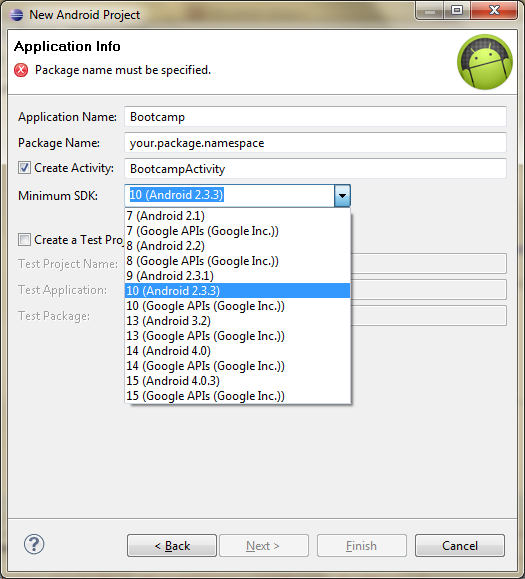 New Android Project
Application Info
Package name must be specified.
Application Name: Bootcamp
Package Name: your.package.namespace
Create Activity: BootcampActivity
Minimum SDK: 10 (Android 2.3.3)
7 (Android 2.1)
7 (Google APIs (Google Inc.))
8 (Android 2.2)
Create a Test Proj
8 (Google APIs (Google Inc.))
Test Project Name:
9 (Android 2.3.1)
Test Application:
10 (Android 2.3.3)
10 (Google APIs (Google Inc.))
Test Package:
13 (Android 3.2)
13 (Google APIs (Google Inc.))
14 (Android 4.0)
14 (Google APIs (Google Inc.))
15 (Android 4.0.3)
15 (Google APIs (Google Inc.))
? < Back Next > Finish Cancel